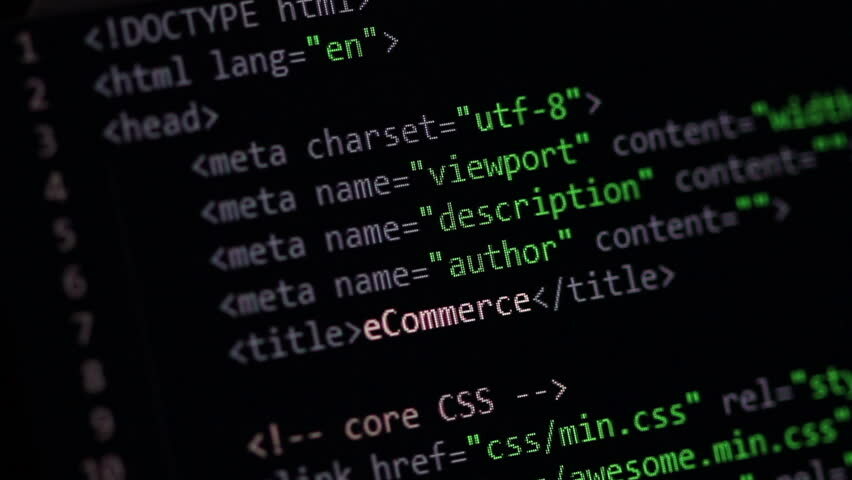 1 <!DOCTYPE html>
2 <html lang="en">
3 <head>
4 <meta charset="utf-8">
5 <meta name="viewport" content="width
6 <meta name="description" content=""
7 <meta name="author" content="">
8 <title>eCommerce</title>
9
10 <!-- core CSS -->
link href="css/min.css" rel="sty
/awesome.min.css"